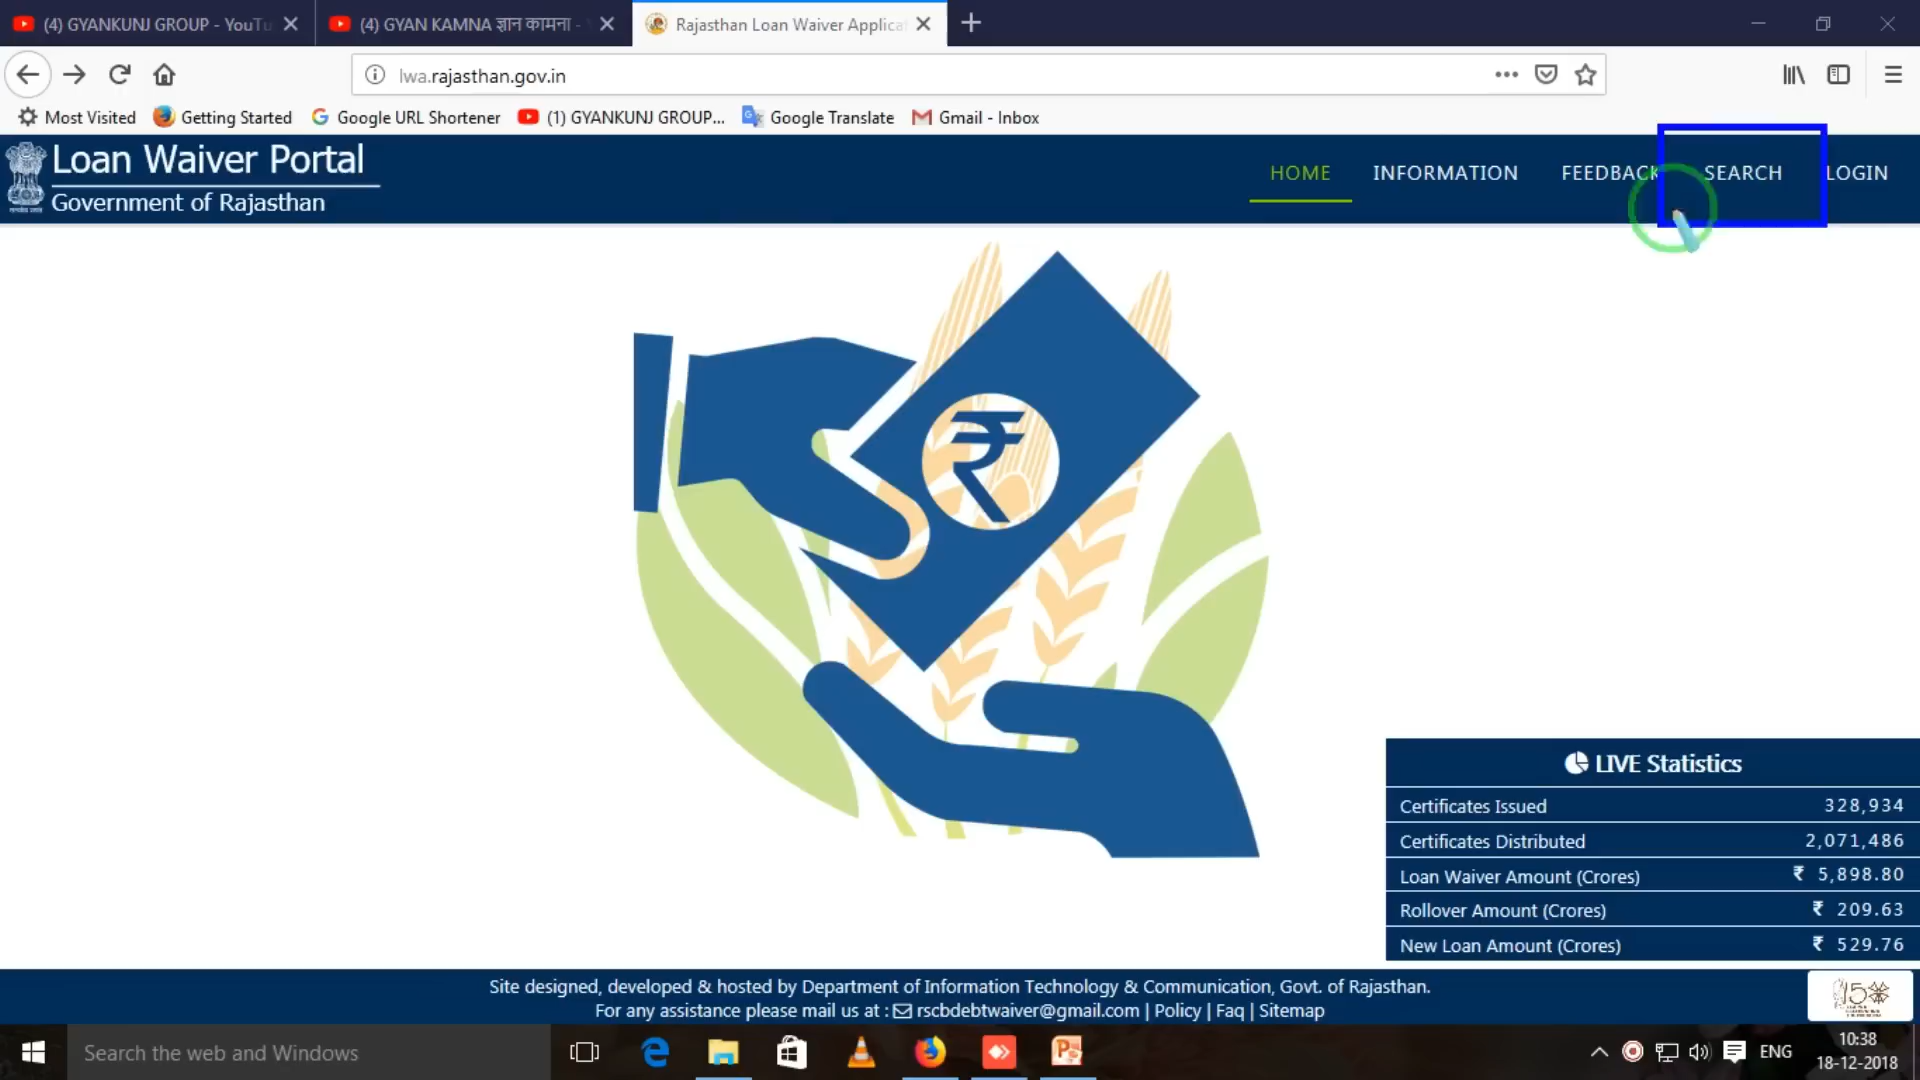 (4) GYANKUNJ GROUP - YouTu
(4) GYAN KAMNA ज्ञान कामना -
Rajasthan Loan Waiver Applica
lwa.rajasthan.gov.in
Most Visited
Getting Started
Google URL Shortener
(1) GYANKUNJ GROUP...
Google Translate
Gmail - Inbox
Loan Waiver Portal
Government of Rajasthan
HOME
INFORMATION
FEEDBACK
SEARCH
LOGIN
₹
LIVE Statistics
Certificates Issued 328,934
Certificates Distributed 2,071,486
Loan Waiver Amount (Crores) ₹ 5,898.80
Rollover Amount (Crores) ₹ 209.63
New Loan Amount (Crores) ₹ 529.76
Site designed, developed & hosted by Department of Information Technology & Communication, Govt. of Rajasthan.
For any assistance please mail us at : rscbdebtwaiver@gmail.com | Policy | Faq | Sitemap
150
Search the web and Windows
ENG
10:38
18-12-2018